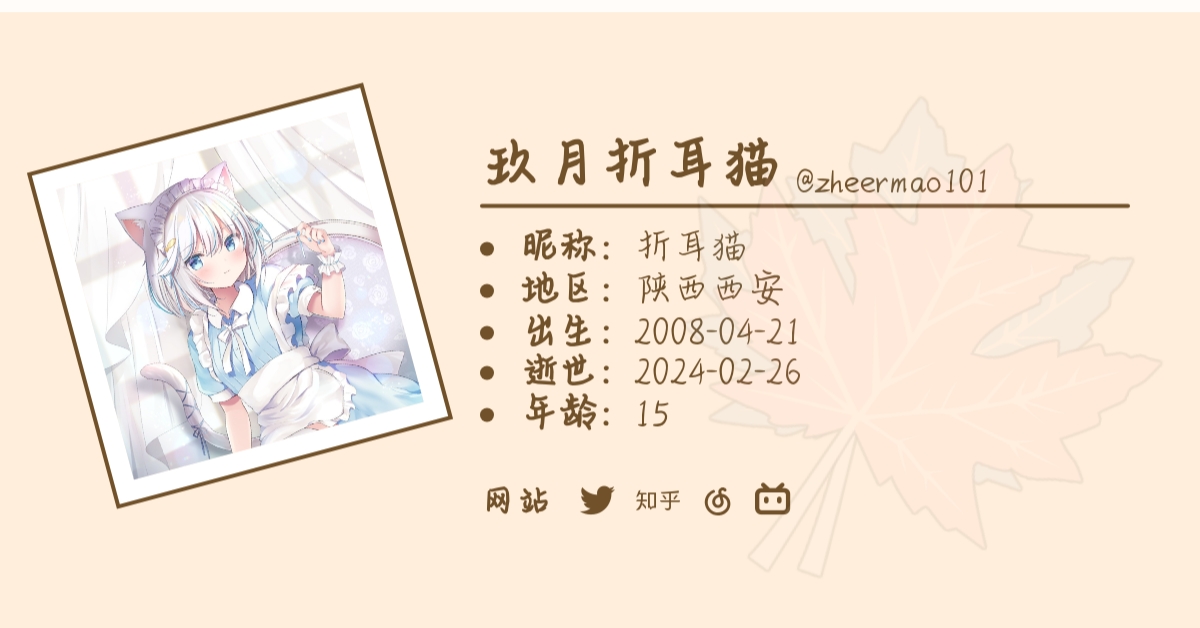 玖月折耳猫 @zheermao101
昵称： 折耳猫
地区： 陕西西安
出生： 2008-04-21
逝世： 2024-02-26
年龄： 15
网站 知乎